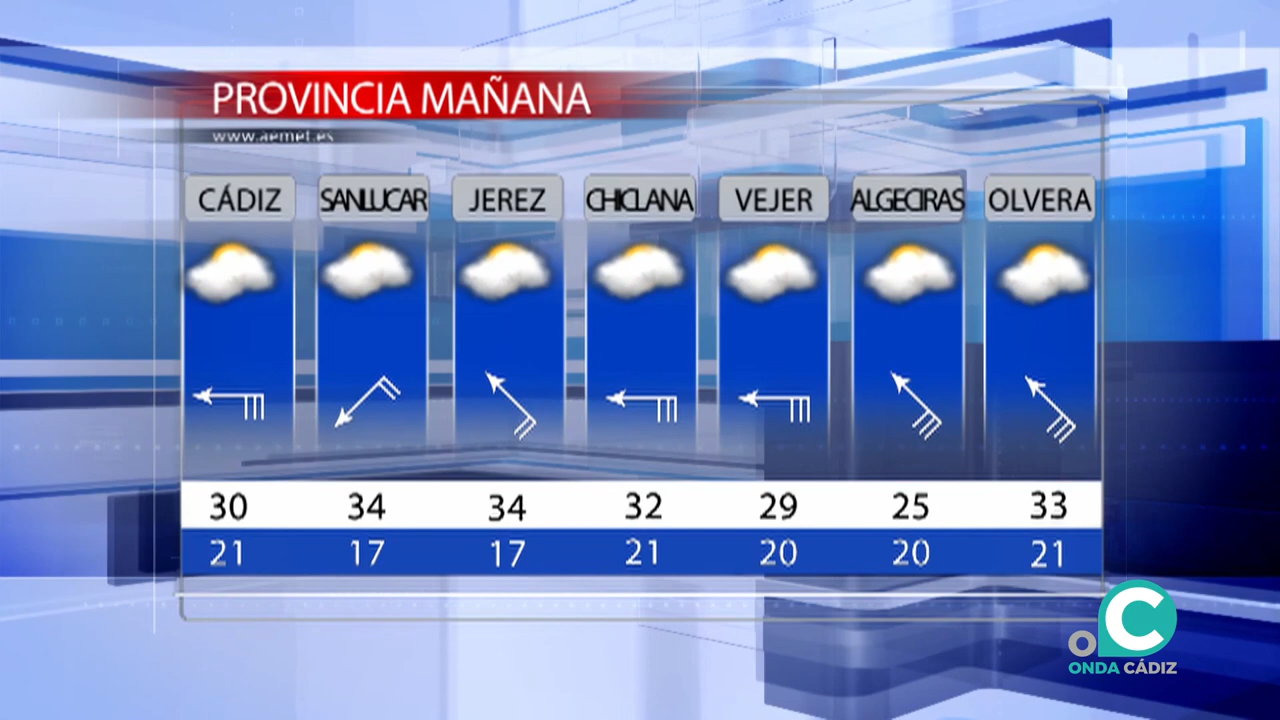 PROVINCIA MAÑANA
www.aemet.es
CÁDIZ SANLUCAR JEREZ CHICLANA VEJER ALGECIRAS OLVERA
30 34 34 32 29 25 33
21 17 17 21 20 20 21
OC
ONDA CÁDIZ